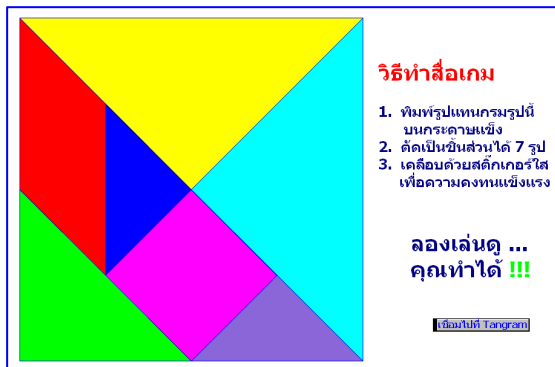 วิธีทำสื่อเกม
1. พิมพ์รูปแทนกรมรูปนี้
บนกระดาษแข็ง
2. ตัดเป็นชิ้นส่วนได้ 7 รูป
3. เคลือบด้วยสติ๊กเกอร์ใส
เพื่อความคงทนแข็งแรง
ลองเล่นดู ...
คุณทำได้ !!!
เชื่อมไปที่ Tangram